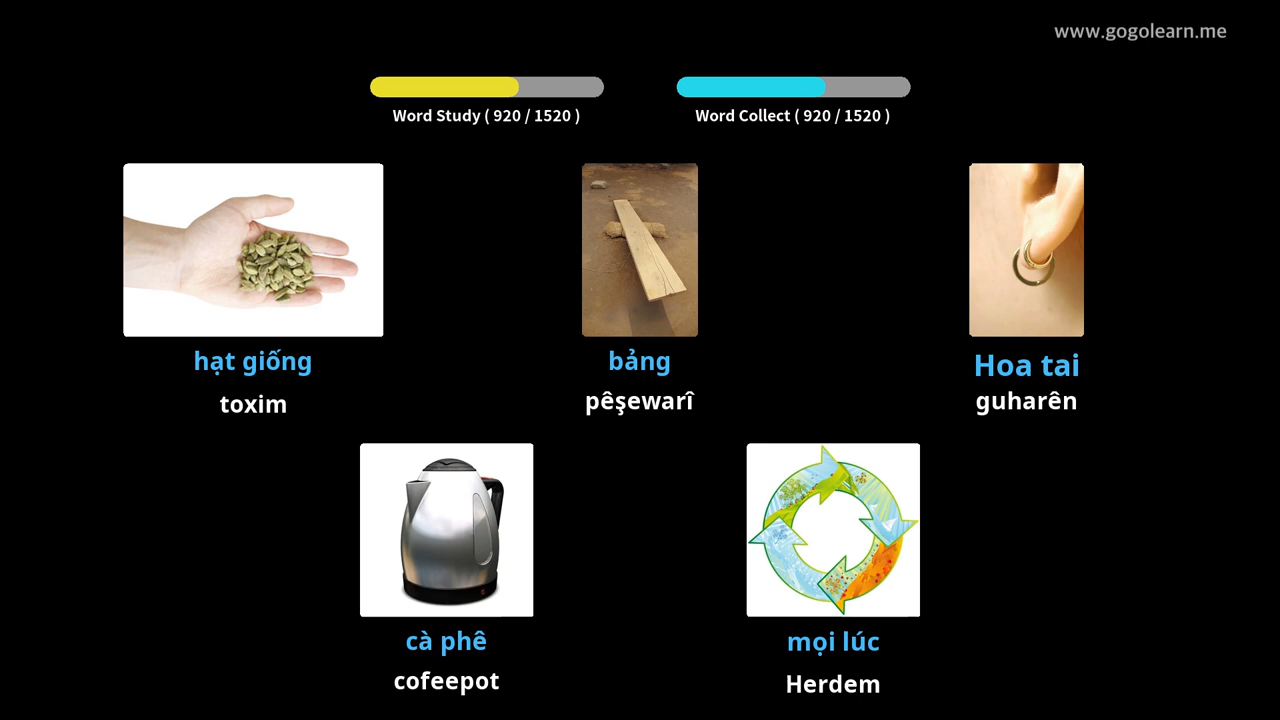 www.gogolearn.me
Word Study ( 920 / 1520 )
Word Collect ( 920 / 1520 )
hạt giống
toxim
bảng
pêşewarî
Hoa tai
guharên
cà phê
cofeepot
mọi lúc
Herdem